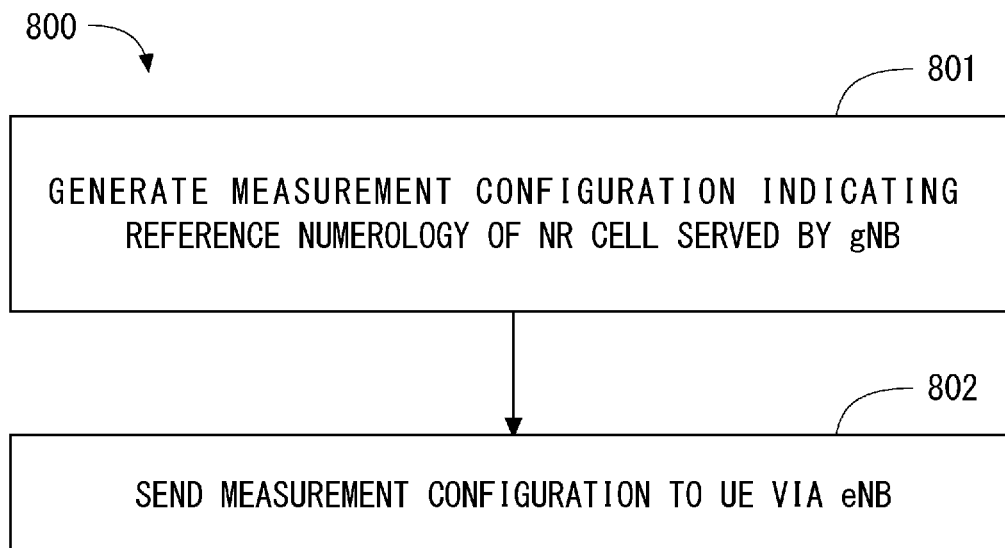 800
801
GENERATE MEASUREMENT CONFIGURATION INDICATING
REFERENCE NUMEROLOGY OF NR CELL SERVED BY gNB
802
SEND MEASUREMENT CONFIGURATION TO UE VIA eNB